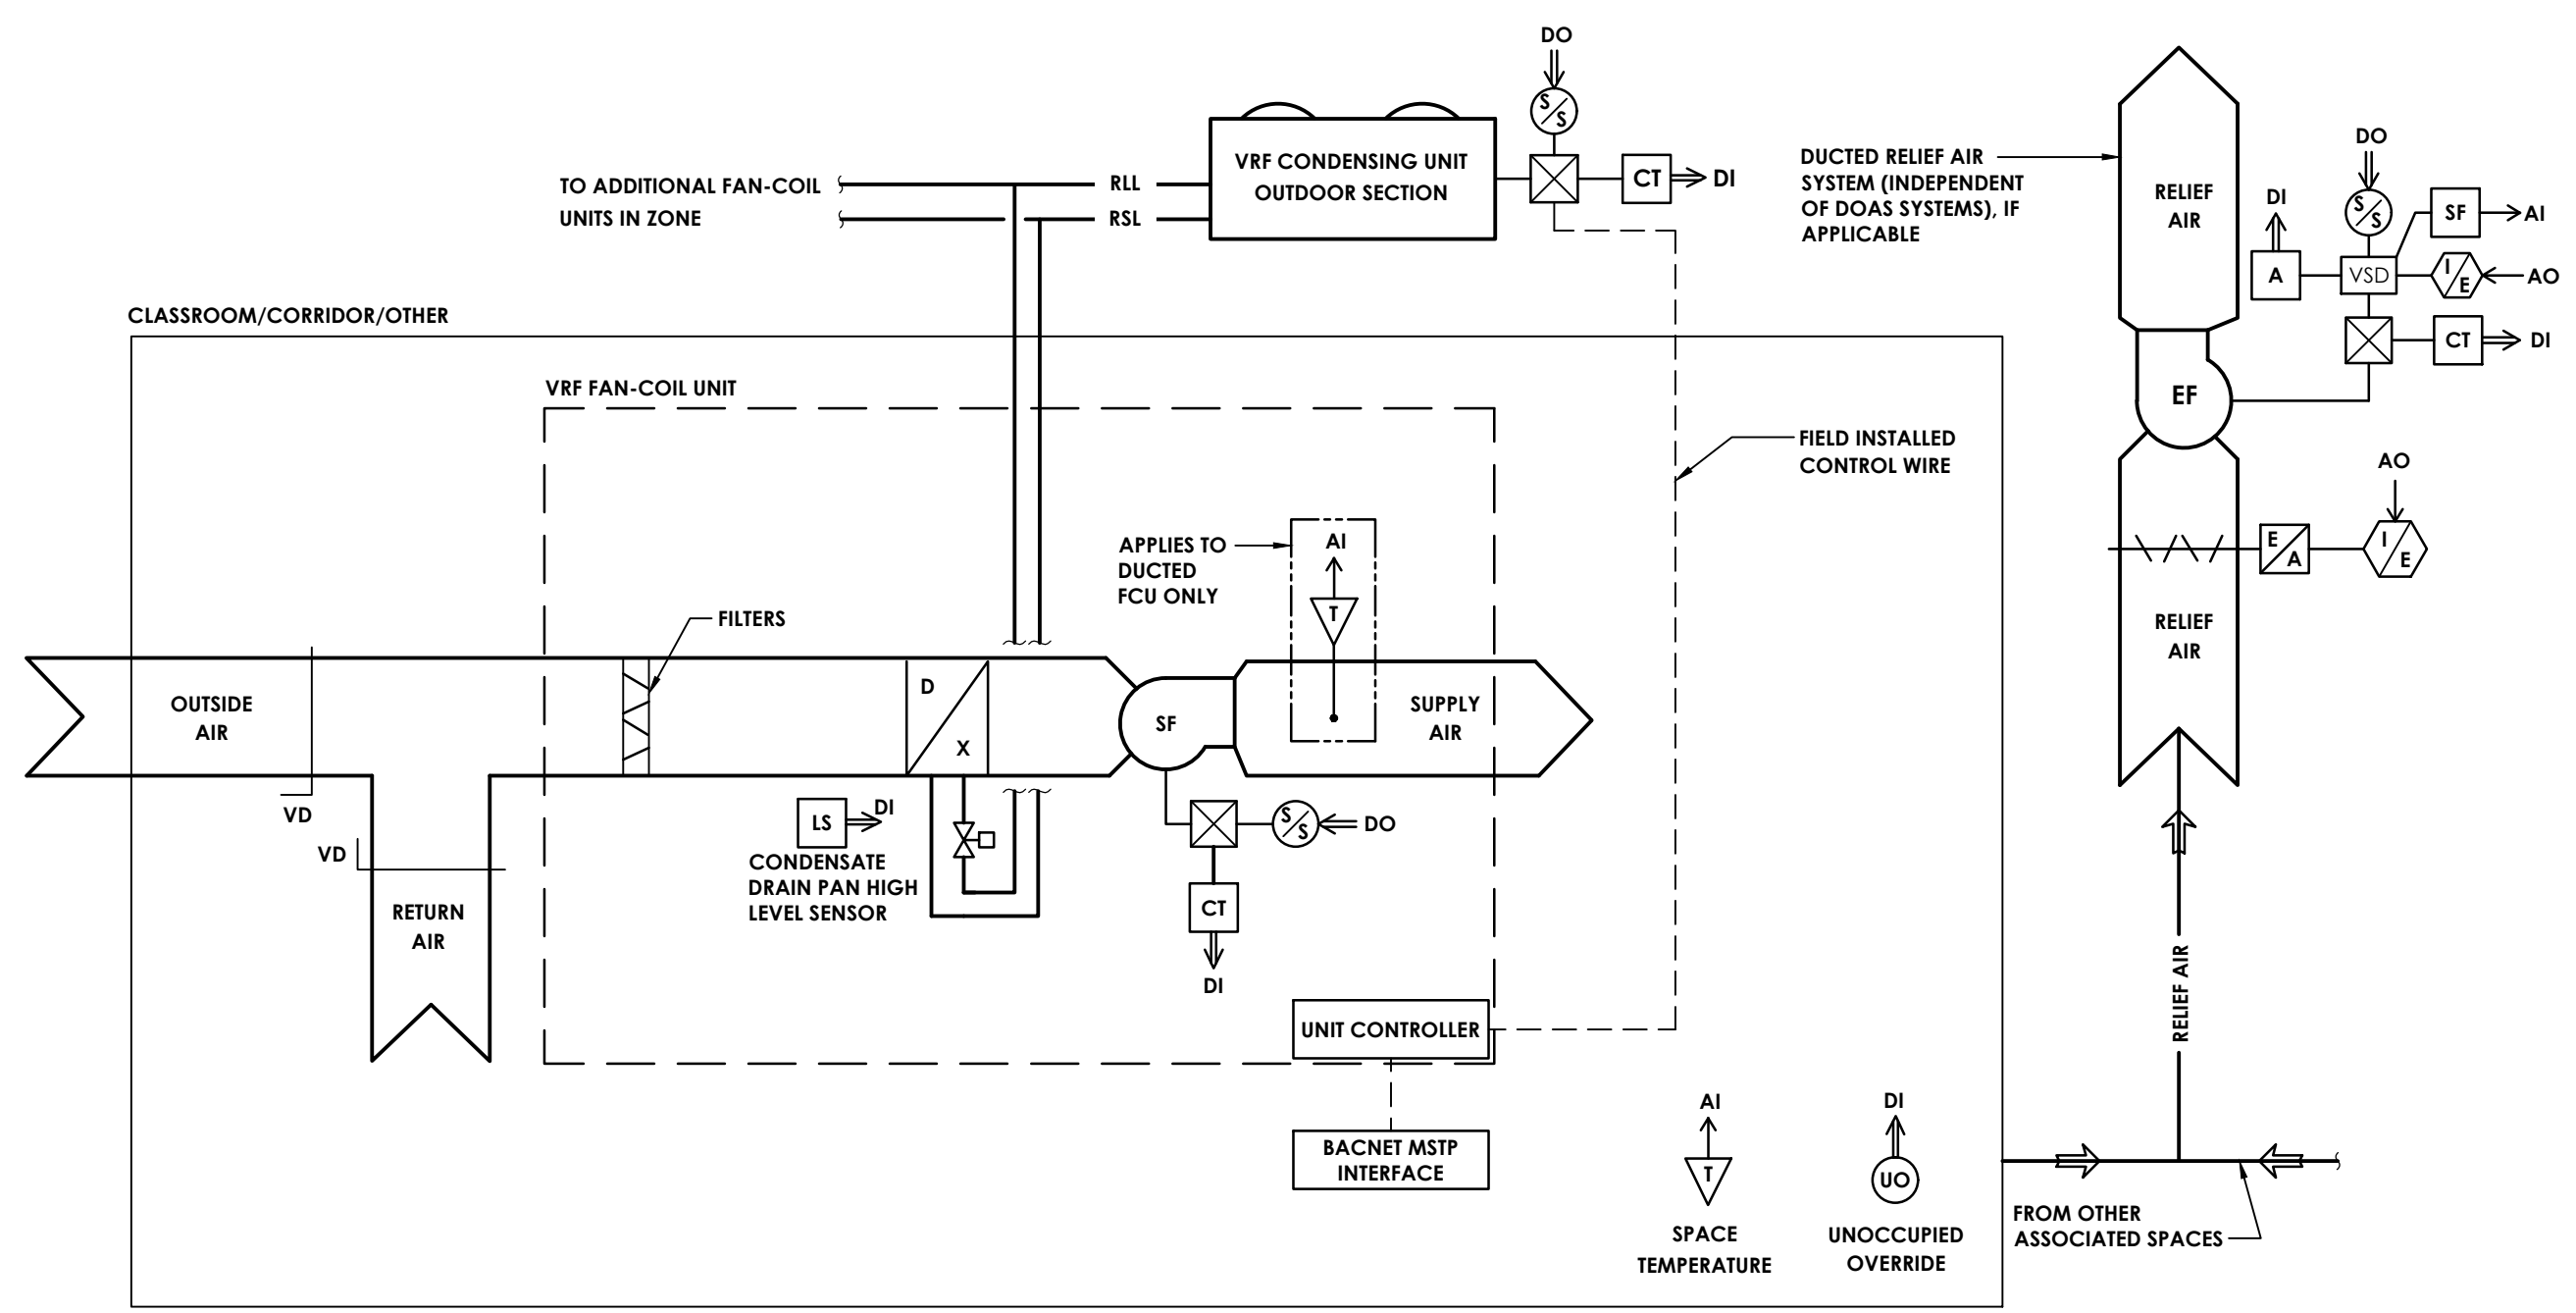 DO
S/S
VRF CONDENSING UNIT
OUTDOOR SECTION
CT
DI
TO ADDITIONAL FAN-COIL
UNITS IN ZONE
RLL
RSL
DUCTED RELIEF AIR
SYSTEM (INDEPENDENT
OF DOAS SYSTEMS), IF
APPLICABLE
RELIEF
AIR
DO
DI
S/S
SF
AI
A
VSD
I/E
AO
CT
DI
EF
CLASSROOM/CORRIDOR/OTHER
VRF FAN-COIL UNIT
FIELD INSTALLED
CONTROL WIRE
AO
E/A
I/E
RELIEF
AIR
APPLIES TO
DUCTED
FCU ONLY
AI
T
FILTERS
OUTSIDE
AIR
D
X
SF
SUPPLY
AIR
VD
VD
RETURN
AIR
LS
DI
CONDENSATE
DRAIN PAN HIGH
LEVEL SENSOR
S/S
DO
CT
DI
UNIT CONTROLLER
BACNET MSTP
INTERFACE
AI
T
SPACE
TEMPERATURE
DI
UO
UNOCCUPIED
OVERRIDE
RELIEF AIR
FROM OTHER
ASSOCIATED SPACES